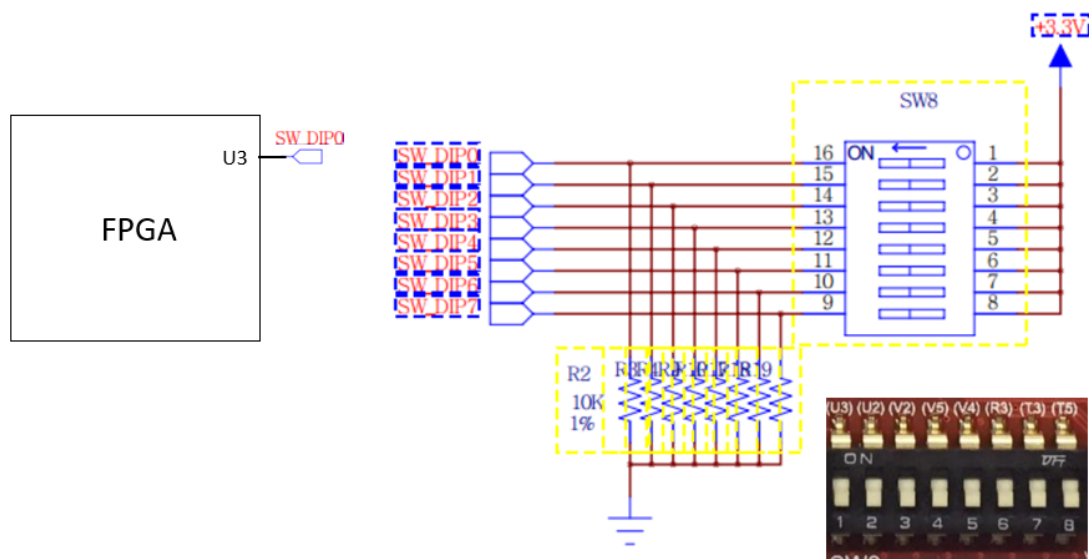 +3.3V
SW8
SW_DIP0
U3
FPGA
SW_DIP0
SW_DIP1
SW_DIP2
SW_DIP3
SW_DIP4
SW_DIP5
SW_DIP6
SW_DIP7
16 ON 1
15 2
14 3
13 4
12 5
11 6
10 7
9 8
R2 R3
10K
1%
(U3) (U2) (V2) (V5) (V4) (R3) (T3) (T5)
ON
1 2 3 4 5 6 7 8